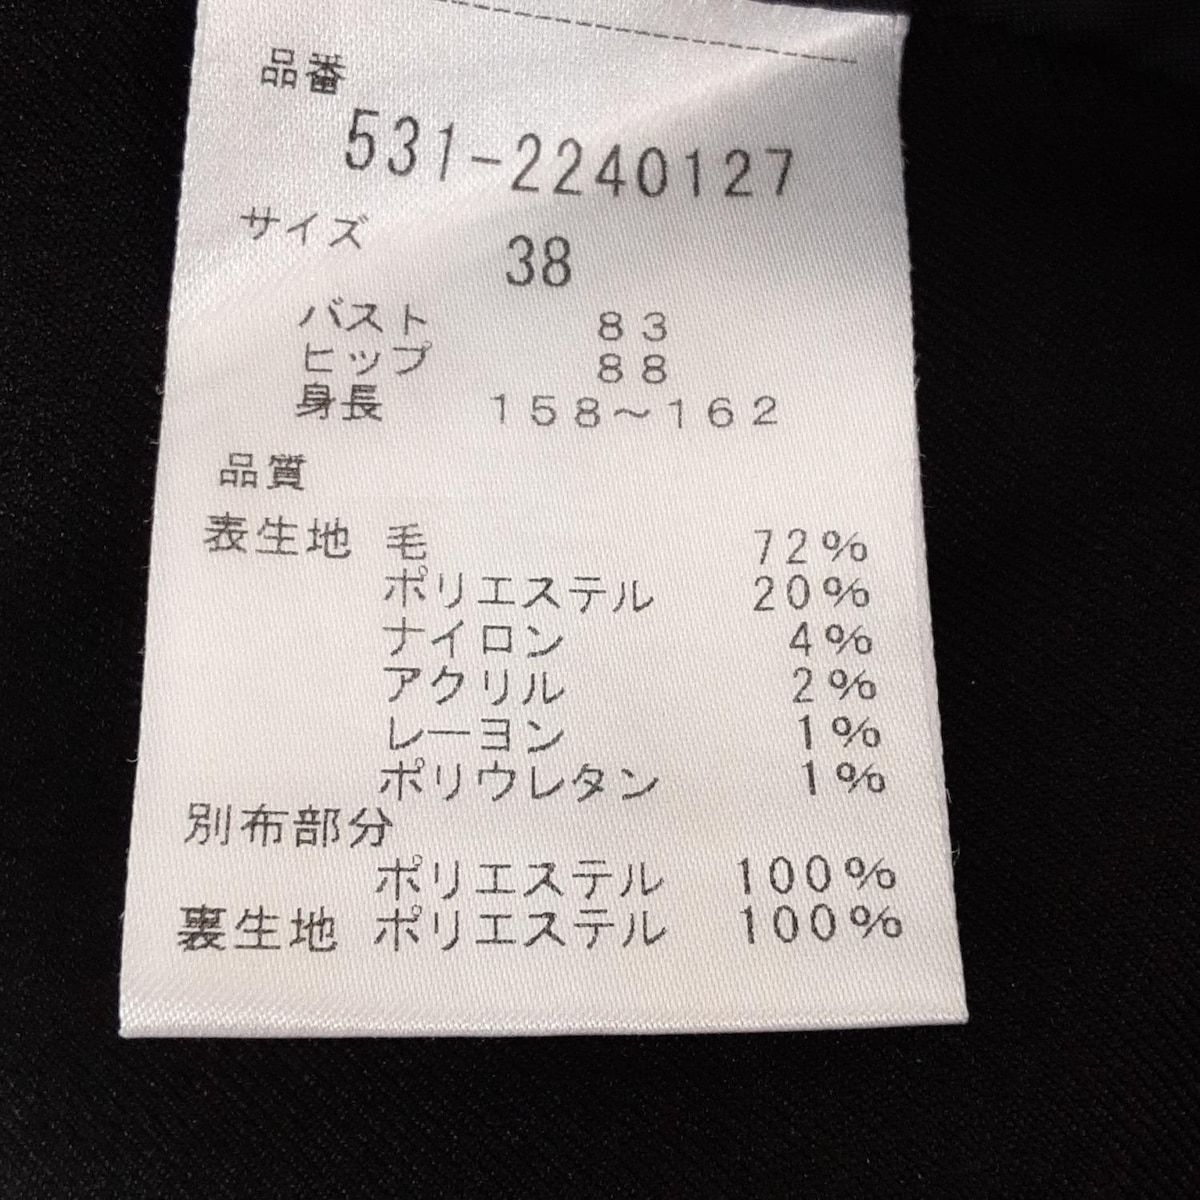 品番
531-2240127
サイズ 38
バスト 83
ヒップ 88
身長 158〜162
品質
表生地 毛 72%
ポリエステル 20%
ナイロン 4%
アクリル 2%
レーヨン 1%
ポリウレタン 1%
別布部分
ポリエステル 100%
裏生地 ポリエステル 100%